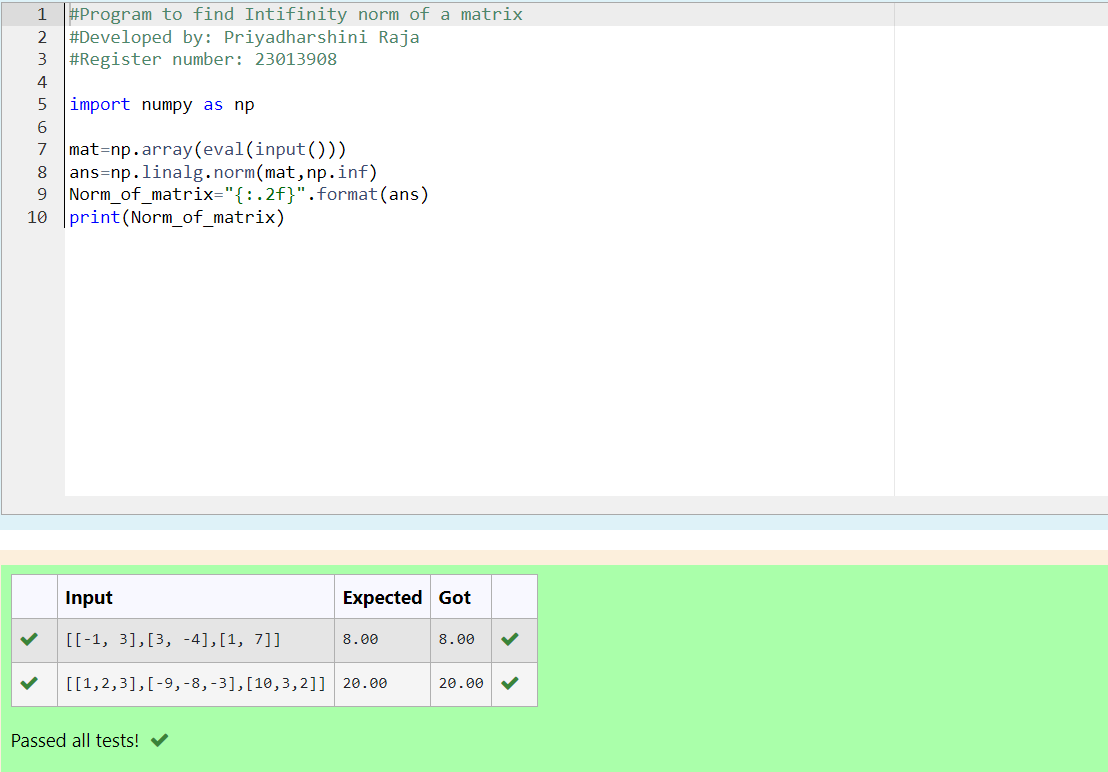 1 #Program to find Intifinity norm of a matrix
2 #Developed by: Priyadharshini Raja
3 #Register number: 23013908
4
5 import numpy as np
6
7 mat=np.array(eval(input()))
8 ans=np.linalg.norm(mat,np.inf)
9 Norm_of_matrix="{:.2f}".format(ans)
10 print(Norm_of_matrix)
Input Expected Got
[[-1, 3],[3, -4],[1, 7]] 8.00 8.00
[[1,2,3],[-9,-8,-3],[10,3,2]] 20.00 20.00
Passed all tests!